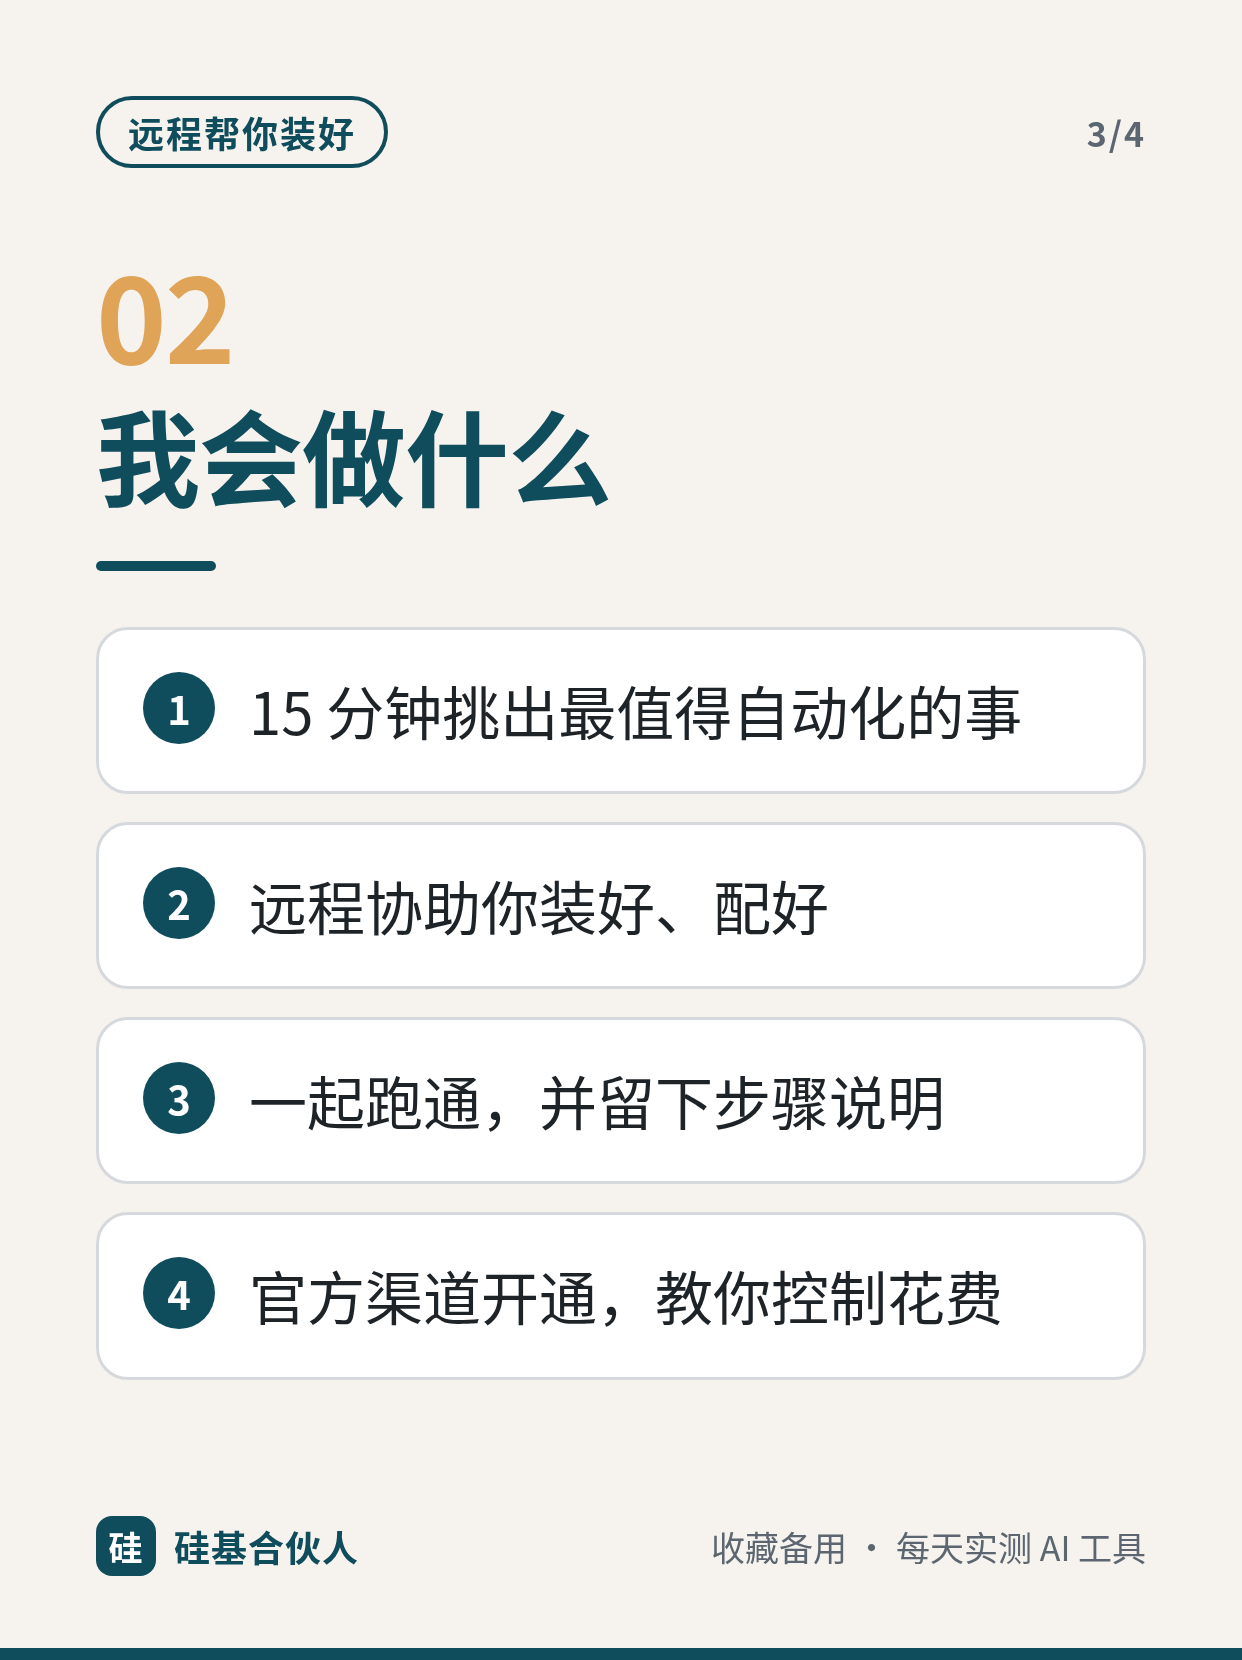 远程帮你装好
3/4
02
我会做什么
1 15 分钟挑出最值得自动化的事
2 远程协助你装好、配好
3 一起跑通，并留下步骤说明
4 官方渠道开通，教你控制花费
硅 硅基合伙人
收藏备用 · 每天实测 AI 工具